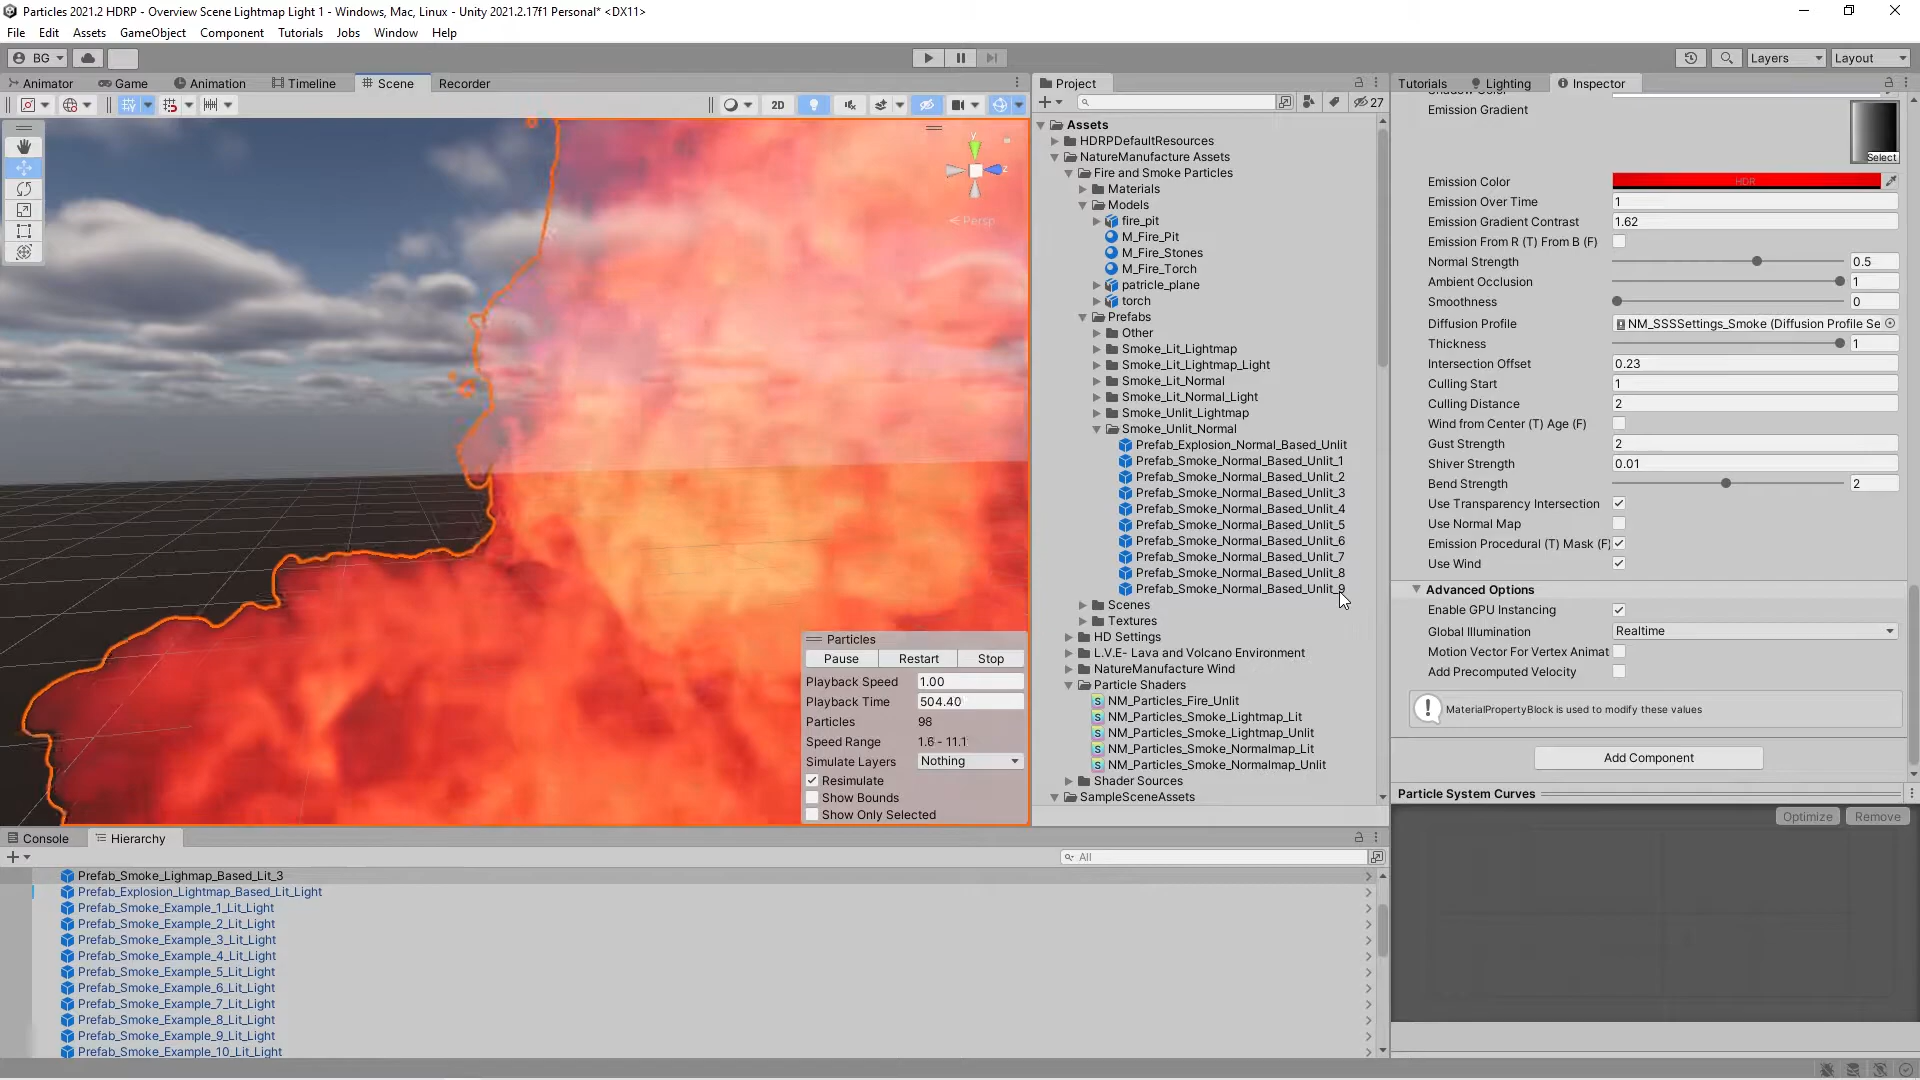 Particles 2021.2 HDRP - Overview Scene Lightmap Light 1 - Windows, Mac, Linux - Unity 2021.2.17f1 Personal* <DX11>
File Edit Assets GameObject Component Tutorials Jobs Window Help
BG
Layers Layout
Animator Game Animation Timeline Scene Recorder
2D
y
z
Persp
Particles
Pause Restart Stop
Playback Speed 1.00
Playback Time 504.40
Particles 98
Speed Range 1.6 - 11.1
Simulate Layers Nothing
Resimulate
Show Bounds
Show Only Selected
Project
27
Assets
HDRPDefaultResources
NatureManufacture Assets
Fire and Smoke Particles
Materials
Models
fire_pit
M_Fire_Pit
M_Fire_Stones
M_Fire_Torch
patricle_plane
torch
Prefabs
Other
Smoke_Lit_Lightmap
Smoke_Lit_Lightmap_Light
Smoke_Lit_Normal
Smoke_Lit_Normal_Light
Smoke_Unlit_Lightmap
Smoke_Unlit_Normal
Prefab_Explosion_Normal_Based_Unlit
Prefab_Smoke_Normal_Based_Unlit_1
Prefab_Smoke_Normal_Based_Unlit_2
Prefab_Smoke_Normal_Based_Unlit_3
Prefab_Smoke_Normal_Based_Unlit_4
Prefab_Smoke_Normal_Based_Unlit_5
Prefab_Smoke_Normal_Based_Unlit_6
Prefab_Smoke_Normal_Based_Unlit_7
Prefab_Smoke_Normal_Based_Unlit_8
Prefab_Smoke_Normal_Based_Unlit_9
Scenes
Textures
HD Settings
L.V.E- Lava and Volcano Environment
NatureManufacture Wind
Particle Shaders
NM_Particles_Fire_Unlit
NM_Particles_Smoke_Lightmap_Lit
NM_Particles_Smoke_Lightmap_Unlit
NM_Particles_Smoke_Normalmap_Lit
NM_Particles_Smoke_Normalmap_Unlit
Shader Sources
SampleSceneAssets
Tutorials Lighting Inspector
Emission Gradient
Select
Emission Color HDR
Emission Over Time 1
Emission Gradient Contrast 1.62
Emission From R (T) From B (F)
Normal Strength 0.5
Ambient Occlusion 1
Smoothness 0
Diffusion Profile NM_SSSSettings_Smoke (Diffusion Profile Se
Thickness 1
Intersection Offset 0.23
Culling Start 1
Culling Distance 2
Wind from Center (T) Age (F)
Gust Strength 2
Shiver Strength 0.01
Bend Strength 2
Use Transparency Intersection
Use Normal Map
Emission Procedural (T) Mask (F)
Use Wind
Advanced Options
Enable GPU Instancing
Global Illumination Realtime
Motion Vector For Vertex Animat
Add Precomputed Velocity
MaterialPropertyBlock is used to modify these values
Add Component
Particle System Curves
Optimize Remove
Console Hierarchy
All
Prefab_Smoke_Lighmap_Based_Lit_3
Prefab_Explosion_Lightmap_Based_Lit_Light
Prefab_Smoke_Example_1_Lit_Light
Prefab_Smoke_Example_2_Lit_Light
Prefab_Smoke_Example_3_Lit_Light
Prefab_Smoke_Example_4_Lit_Light
Prefab_Smoke_Example_5_Lit_Light
Prefab_Smoke_Example_6_Lit_Light
Prefab_Smoke_Example_7_Lit_Light
Prefab_Smoke_Example_8_Lit_Light
Prefab_Smoke_Example_9_Lit_Light
Prefab_Smoke_Example_10_Lit_Light